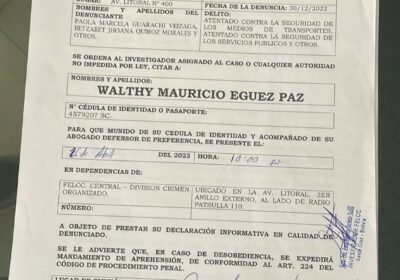 LUGAR: AV. LITORAL N° 400
FECHA DE LA DENUNCIA: 30/12/2022
NOMBRES Y APELLIDOS DEL DENUNCIANTE
PAOLA MARCELA GUARACHI VEIZAGA,
BETZABET JHOANA QUIROZ MORALES Y
OTROS.
DELITO:
ATENTADO CONTRA LA SEGURIDAD DE
LOS MEDIOS DE TRANSPORTES,
ATENTADO CONTRA LA SEGURIDAD DE
LOS SERVICIOS PUBLICOS Y OTROS.
SE ORDENA AL INVESTIGADOR ASIGNADO AL CASO O CUALQUIER AUTORIDAD
NO IMPEDIDA POR LEY, CITAR A:
NOMBRES Y APELLIDOS:
WALTHY MAURICIO EGUEZ PAZ
N° CÉDULA DE IDENTIDAD O PASAPORTE:
4579207 SC.
PARA QUE MUNIDO DE SU CEDULA DE IDENTIDAD Y ACOMPAÑADO DE SU
ABOGADO DEFENSOR DE PREFERENCIA, SE PRESENTE EL.
de abril DEL 2023 HORA: 10:00
EN DEPENDENCIAS DE:
FELCC. CENTRAL - DIVISIÓN CRIMEN
ORGANIZADO.
UBICADO EN LA AV. LITORAL, 3ER
ANILLO EXTERNO, AL LADO DE RADIO
PATRULLA 110.
A OBJETO DE PRESTAR SU DECLARACIÓN INFORMATIVA EN CALIDAD DE
DENUNCIADO.
SE LE ADVIERTE QUE, EN CASO DE DESOBEDIENCIA, SE EXPEDIRÁ
MANDAMIENTO DE APREHENSIÓN, DE CONFORMIDAD AL ART. 224 DEL
CÓDIGO DE PROCEDIMIENTO PENAL.